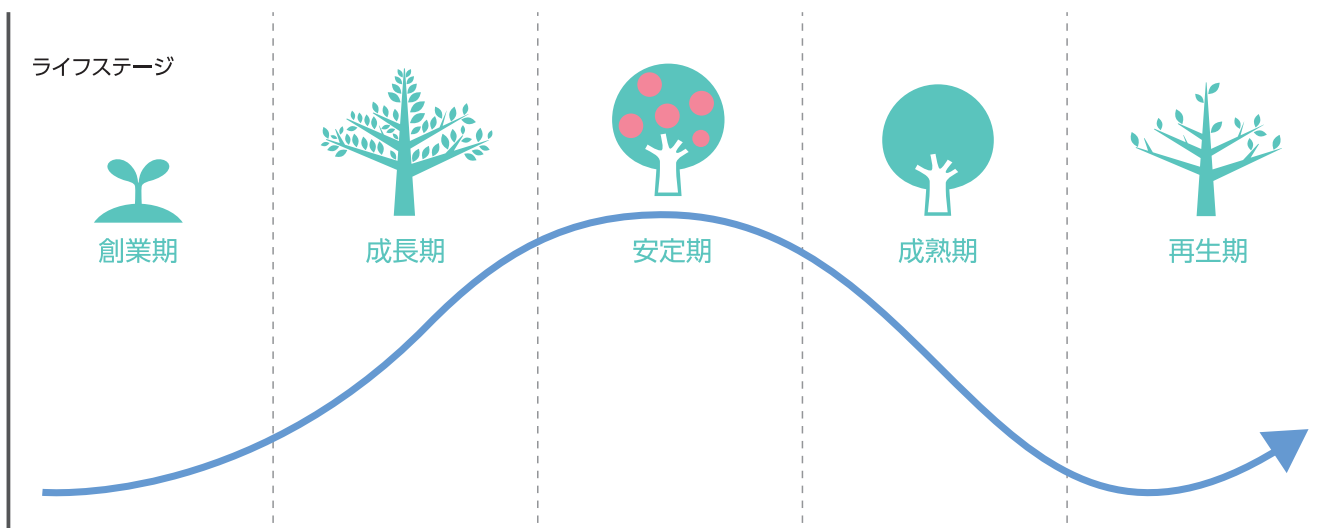 ライフステージ
創業期
成長期
安定期
成熟期
再生期